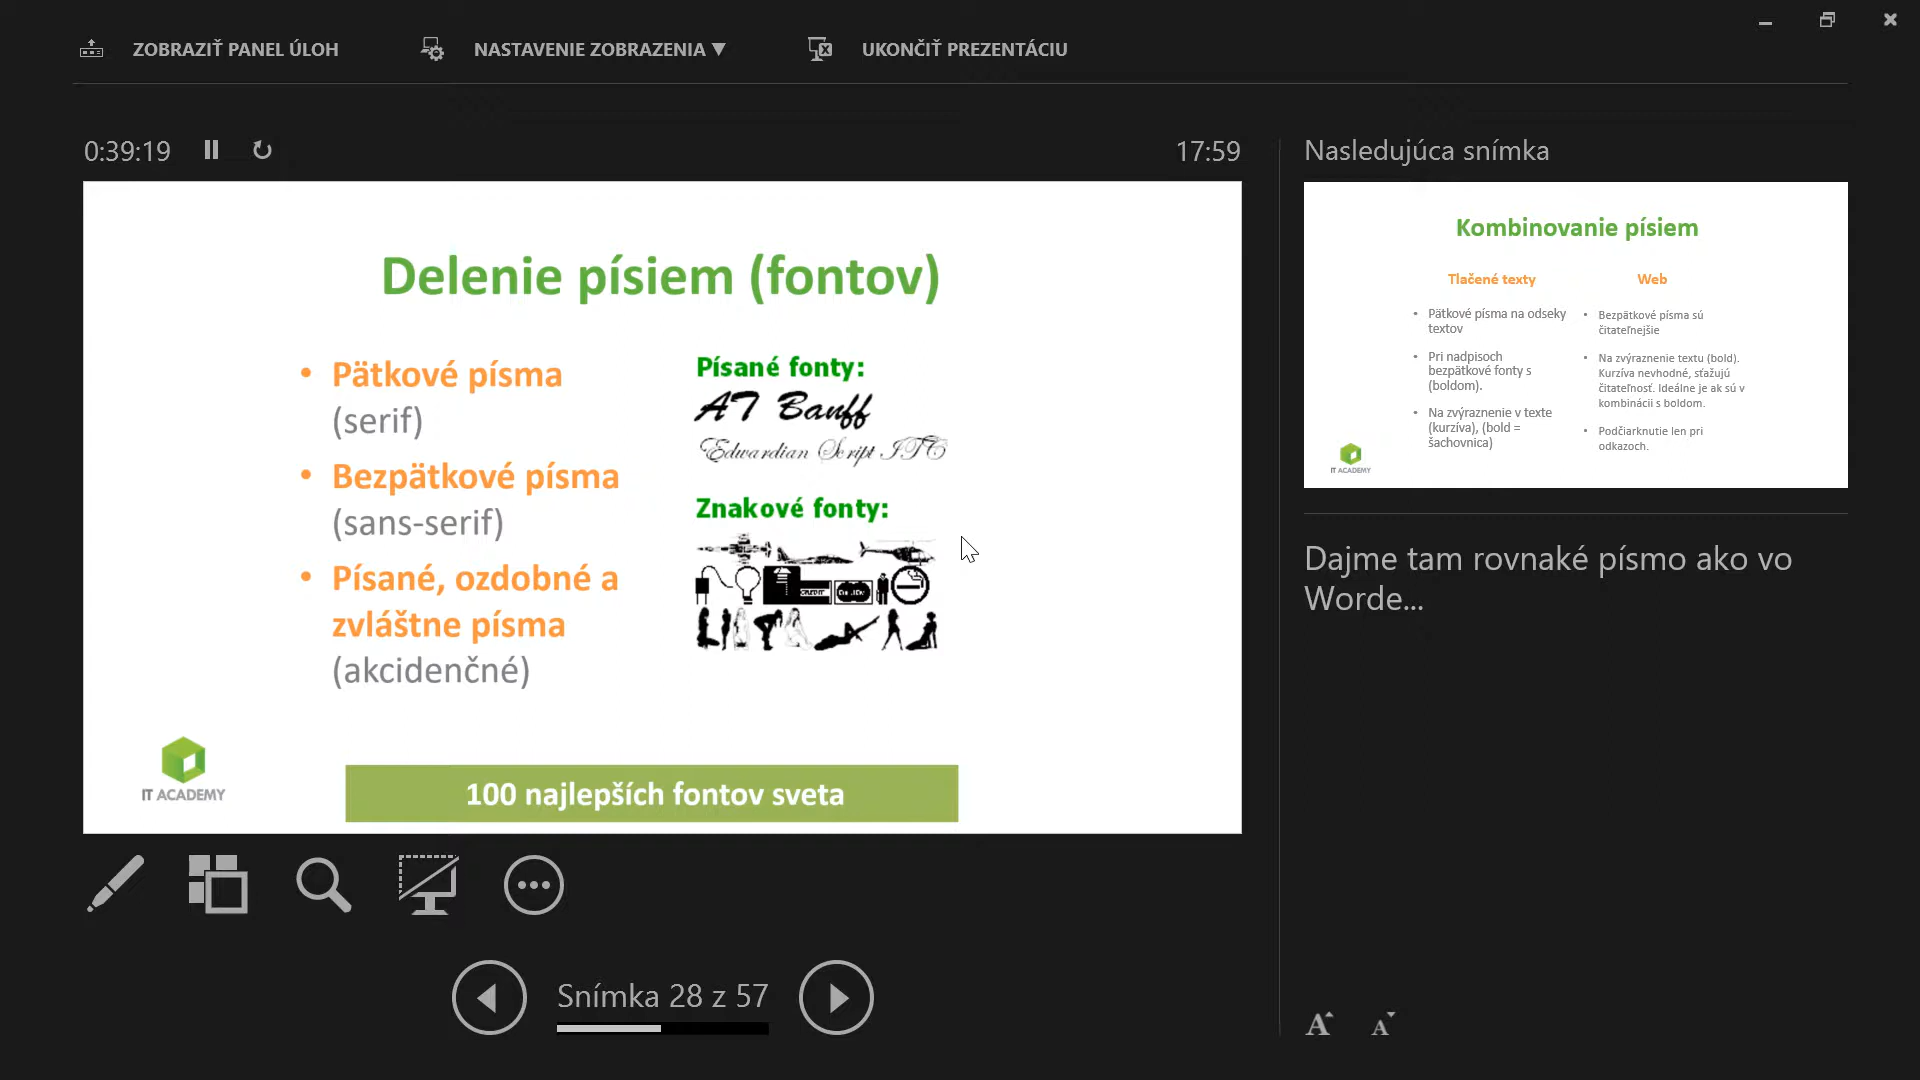 ZOBRAZIŤ PANEL ÚLOH
NASTAVENIE ZOBRAZENIA ▼
UKONČIŤ PREZENTÁCIU
0:39:19
17:59
Delenie písiem (fontov)
• Pätkové písma
(serif)
• Bezpätkové písma
(sans-serif)
• Písané, ozdobné a
zvláštne písma
(akcidenčné)
Písané fonty:
AT Banff
Edwardian Script ITC
Znakové fonty:
IT ACADEMY
100 najlepších fontov sveta
Snímka 28 z 57
Nasledujúca snímka
Kombinovanie písiem
Tlačené texty
• Pätkové písma na odseky
textov
• Pri nadpisoch
bezpätkové fonty s
(boldom).
• Na zvýraznenie v texte
(kurzíva), (bold =
šachovnica)
Web
• Bezpätkové písma sú
čitateľnejšie
• Na zvýraznenie textu (bold).
Kurzíva nevhodné, sťažujú
čitateľnosť. Ideálne je ak sú v
kombinácii s boldom.
• Podčiarknutie len pri
odkazoch.
IT ACADEMY
Dajme tam rovnaké písmo ako vo
Worde...
A
A